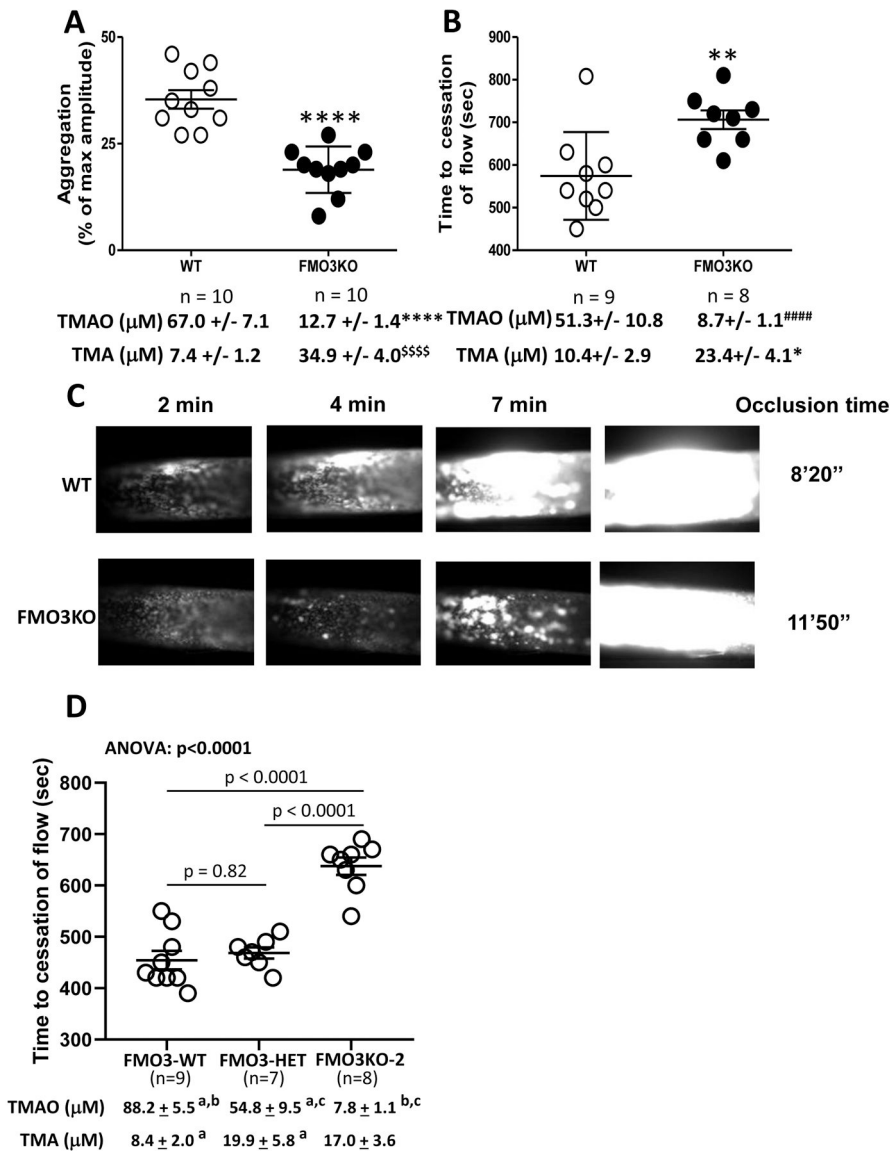 A
Aggregation
(% of max amplitude)
50
25
0
****
WT
FMO3KO
n = 10
n = 10
TMAO (µM) 67.0 +/- 7.1
12.7 +/- 1.4****
TMA (µM) 7.4 +/- 1.2
34.9 +/- 4.0$$$$
B
Time to cessation
of flow (sec)
900
800
700
600
500
400
**
WT
FMO3KO
n = 9
n = 8
TMAO (µM) 51.3+/- 10.8
8.7+/- 1.1####
TMA (µM) 10.4+/- 2.9
23.4+/- 4.1*
C
2 min
4 min
7 min
Occlusion time
WT
8’20’’
FMO3KO
11’50’’
D
ANOVA: p<0.0001
Time to cessation of flow (sec)
800
700
600
500
400
300
p < 0.0001
p < 0.0001
p = 0.82
FMO3-WT
FMO3-HET
FMO3KO-2
(n=9)
(n=7)
(n=8)
TMAO (µM) 88.2 ± 5.5 a,b 54.8 ± 9.5 a,c 7.8 ± 1.1 b,c
TMA (µM) 8.4 ± 2.0 a 19.9 ± 5.8 a 17.0 ± 3.6